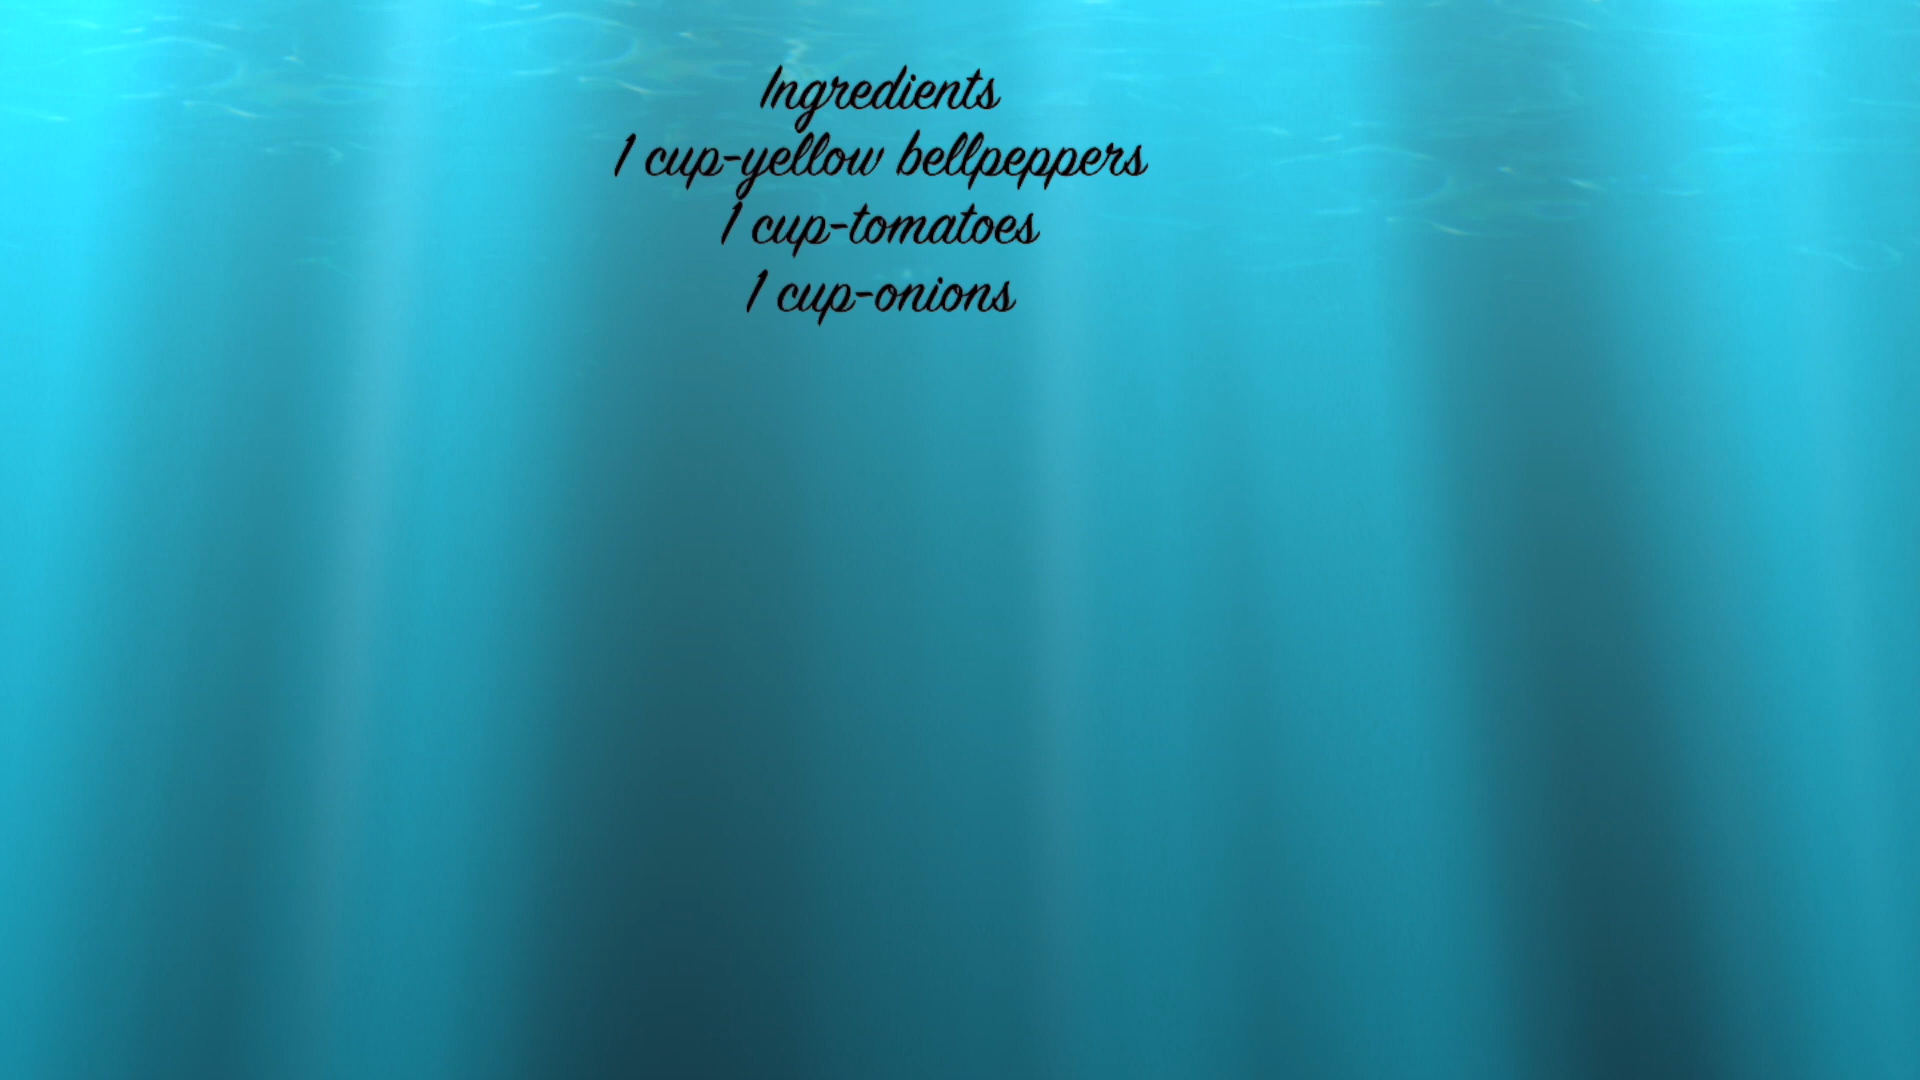 Ingredients
1 cup-yellow bellpeppers
1 cup-tomatoes
1 cup-onions